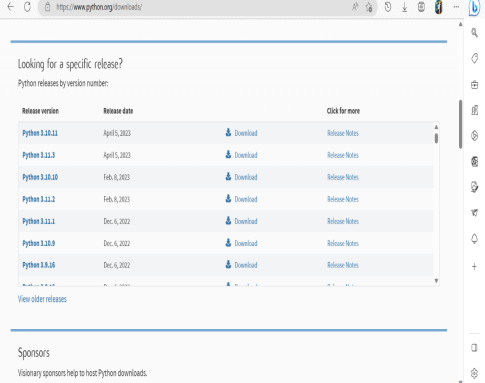 https://www.python.org/downloads/
Looking for a specific release?
Python releases by version number:
Release version Release date Click for more
Python 3.10.11 April 5, 2023 Download Release Notes
Python 3.11.3 April 5, 2023 Download Release Notes
Python 3.10.10 Feb. 8, 2023 Download Release Notes
Python 3.11.2 Feb. 8, 2023 Download Release Notes
Python 3.11.1 Dec. 6, 2022 Download Release Notes
Python 3.10.9 Dec. 6, 2022 Download Release Notes
Python 3.9.16 Dec. 6, 2022 Download Release Notes
View older releases
Sponsors
Visionary sponsors help to host Python downloads.